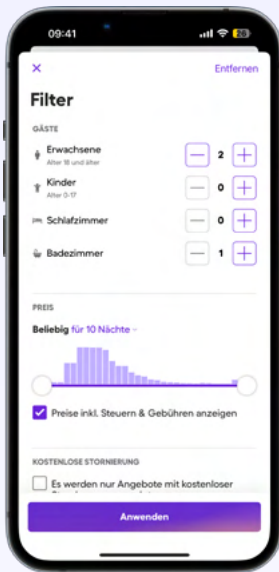 09:41
26
Entfernen
Filter
GÄSTE
Erwachsene
2
Alter 18 und älter
Kinder
0
Alter 0-17
Schlafzimmer
0
Badezimmer
1
PREIS
Beliebig für 10 Nächte
Preise inkl. Steuern & Gebühren anzeigen
KOSTENLOSE STORNIERUNG
Es werden nur Angebote mit kostenloser
Anwenden